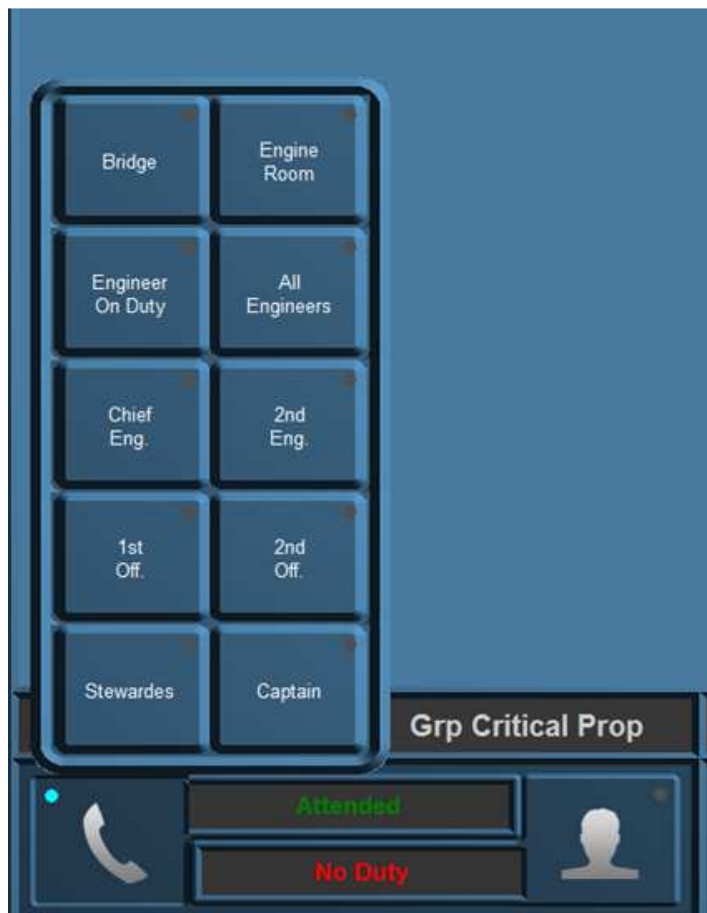 Bridge
Engine
Room
Engineer
On Duty
All
Engineers
Chief
Eng.
2nd
Eng.
1st
Off.
2nd
Off.
Stewardes
Captain
Grp Critical Prop
Attended
No Duty